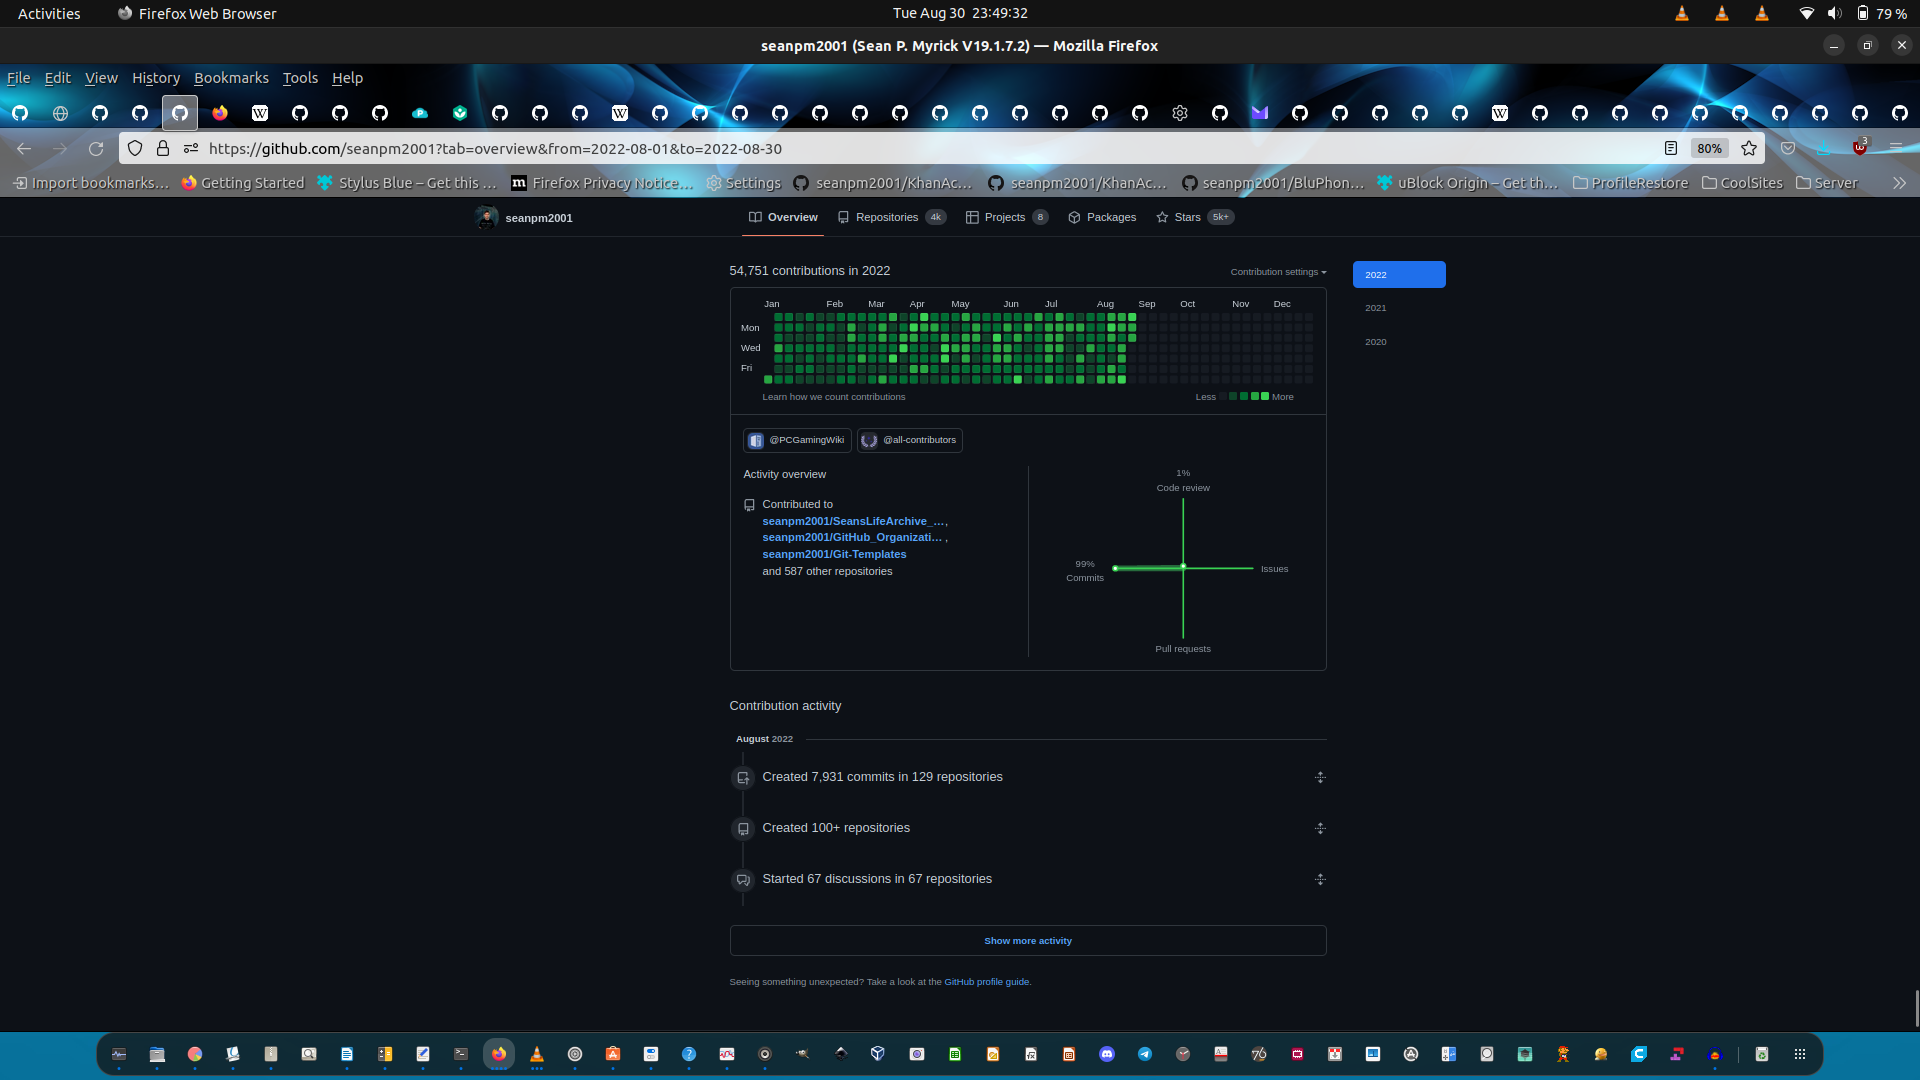 Activities Firefox Web Browser Tue Aug 30 23:49:32 79 %
seanpm2001 (Sean P. Myrick V19.1.7.2) — Mozilla Firefox
File Edit View History Bookmarks Tools Help
https://github.com/seanpm2001?tab=overview&from=2022-08-01&to=2022-08-30 80% 3
Import bookmarks... Getting Started Stylus Blue – Get this ... Firefox Privacy Notice... Settings seanpm2001/KhanAc... seanpm2001/KhanAc... seanpm2001/BluPhon... uBlock Origin – Get th... ProfileRestore CoolSites Server
seanpm2001 Overview Repositories 4k Projects 8 Packages Stars 5k+
54,751 contributions in 2022 Contribution settings 2022
2021
2020
Jan Feb Mar Apr May Jun Jul Aug Sep Oct Nov Dec
Mon
Wed
Fri
Learn how we count contributions Less More
@PCGamingWiki @all-contributors
Activity overview
Contributed to
seanpm2001/SeansLifeArchive_...,
seanpm2001/GitHub_Organizati... ,
seanpm2001/Git-Templates
and 587 other repositories
1%
Code review
99%
Commits
Issues
Pull requests
Contribution activity
August 2022
Created 7,931 commits in 129 repositories
Created 100+ repositories
Started 67 discussions in 67 repositories
Show more activity
Seeing something unexpected? Take a look at the GitHub profile guide.